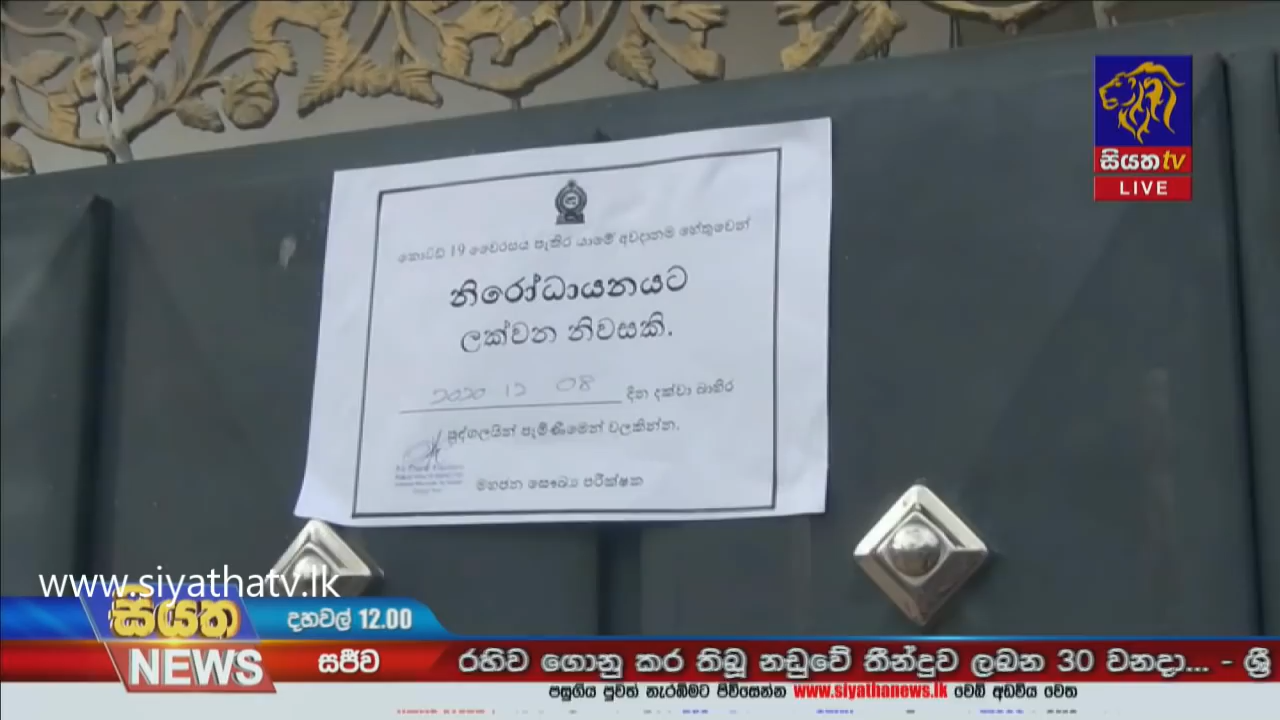 සියත tv
LIVE
කොවිඩ් 19 වෛරසය පැතිර යාමේ අවදානම හේතුවෙන්
නිරෝධායනයට
ලක්වන නිවසකි.
2020 12 08 දින දක්වා බාහිර
පුද්ගලයින් පැමිණීමෙන් වලකින්න.
මහජන සෞඛ්‍ය පරීක්ෂක
www.siyathatv.lk
සියත දහවල් 12.00
NEWS සජීව රහිව ගොනු කර තිබූ නඩුවේ තීන්දුව ලබන 30 වනදා... - ශ්‍රී
පසුගිය පුවත් නැරඹීමට පිවිසෙන්න www.siyathanews.lk වෙබ් අඩවිය වෙත